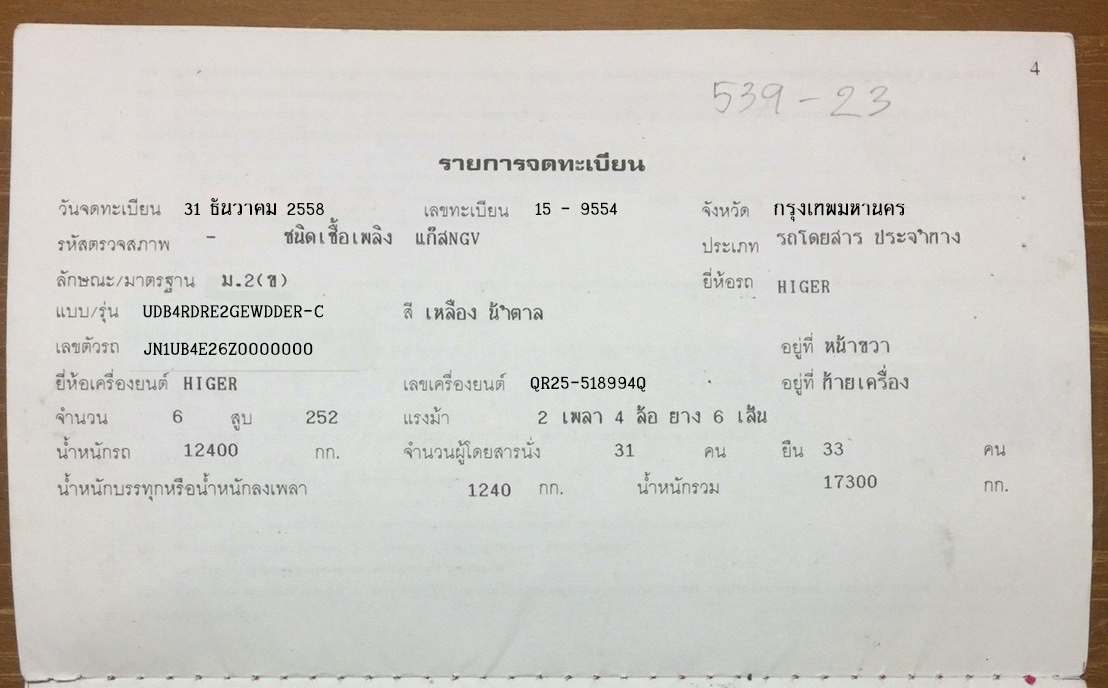 4
539-23
รายการจดทะเบียน
วันจดทะเบียน 31 ธันวาคม 2558 เลขทะเบียน 15 - 9554 จังหวัด กรุงเทพมหานคร
รหัสตรวจสภาพ - ชนิดเชื้อเพลิง แก๊สNGV ประเภท รถโดยสาร ประจำทาง
ลักษณะ/มาตรฐาน ม.2(ข) ยี่ห้อรถ HIGER
แบบ/รุ่น UDB4RDRE2GEWDDER-C สี เหลือง น้ำตาล
เลขตัวรถ JN1UB4E26Z0000000 อยู่ที่ หน้าขวา
ยี่ห้อเครื่องยนต์ HIGER เลขเครื่องยนต์ QR25-518994Q อยู่ที่ ก้ายเครื่อง
จำนวน 6 สูบ 252 แรงม้า 2 เพลา 4 ล้อ ยาง 6 เส้น
น้ำหนักรถ 12400 กก. จำนวนผู้โดยสารนั่ง 31 คน ยืน 33 คน
น้ำหนักบรรทุกหรือน้ำหนักลงเพลา 1240 กก. น้ำหนักรวม 17300 กก.